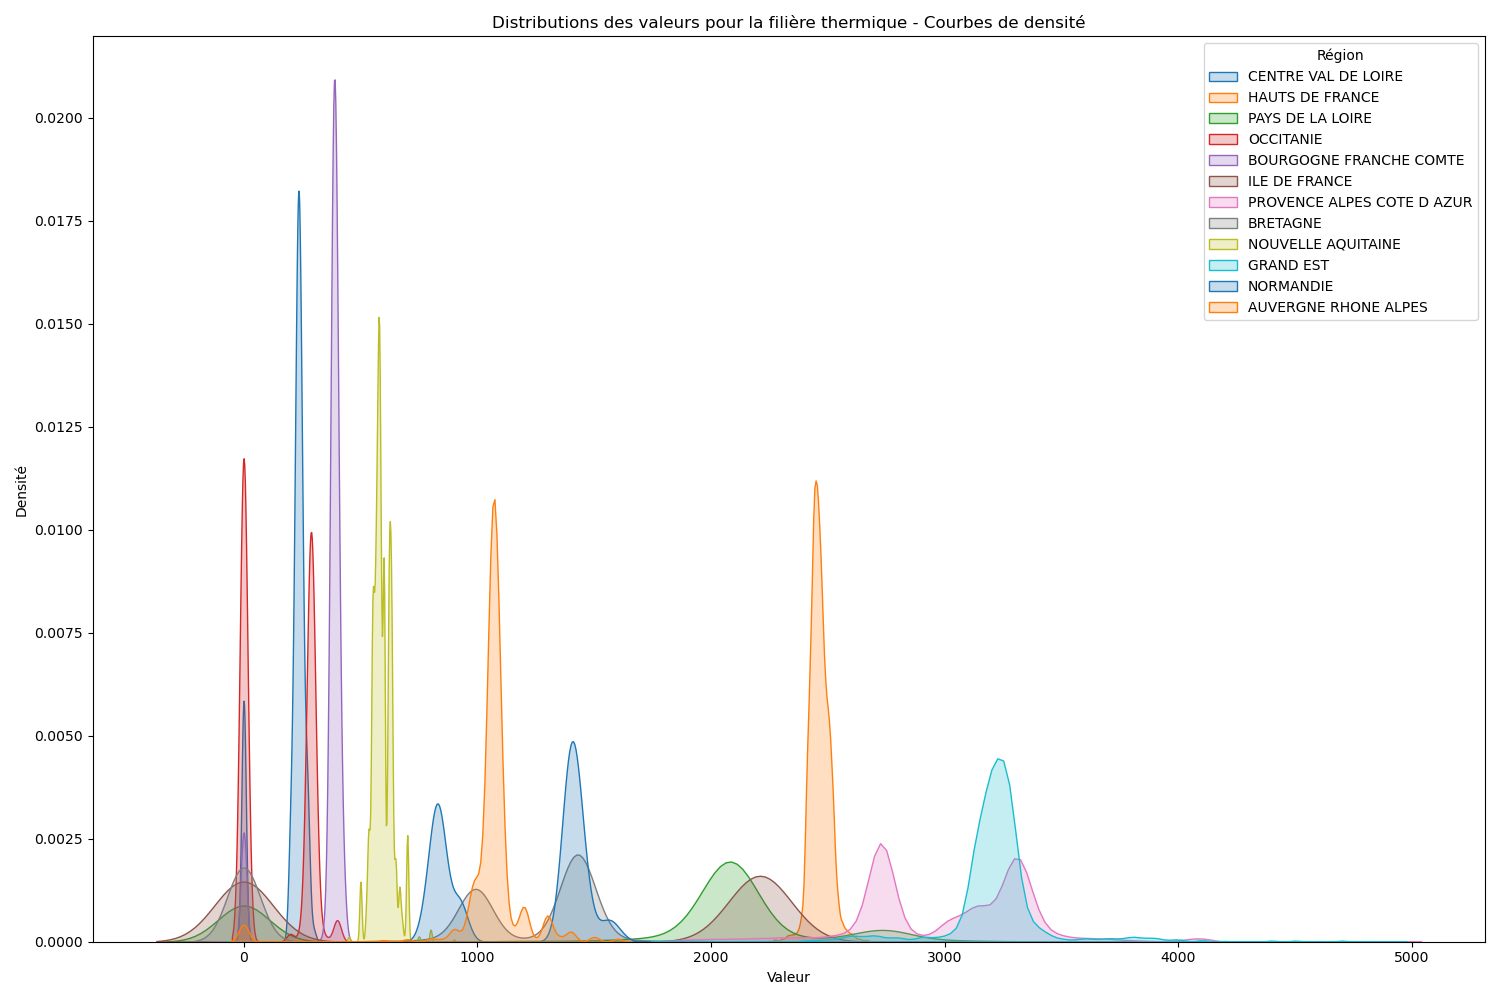 Distributions des valeurs pour la filière thermique - Courbes de densité
Région
CENTRE VAL DE LOIRE
HAUTS DE FRANCE
PAYS DE LA LOIRE
OCCITANIE
BOURGOGNE FRANCHE COMTE
ILE DE FRANCE
PROVENCE ALPES COTE D AZUR
BRETAGNE
NOUVELLE AQUITAINE
GRAND EST
NORMANDIE
AUVERGNE RHONE ALPES
Densité
0.0200
0.0175
0.0150
0.0125
0.0100
0.0075
0.0050
0.0025
0.0000
0 1000 2000 3000 4000 5000
Valeur